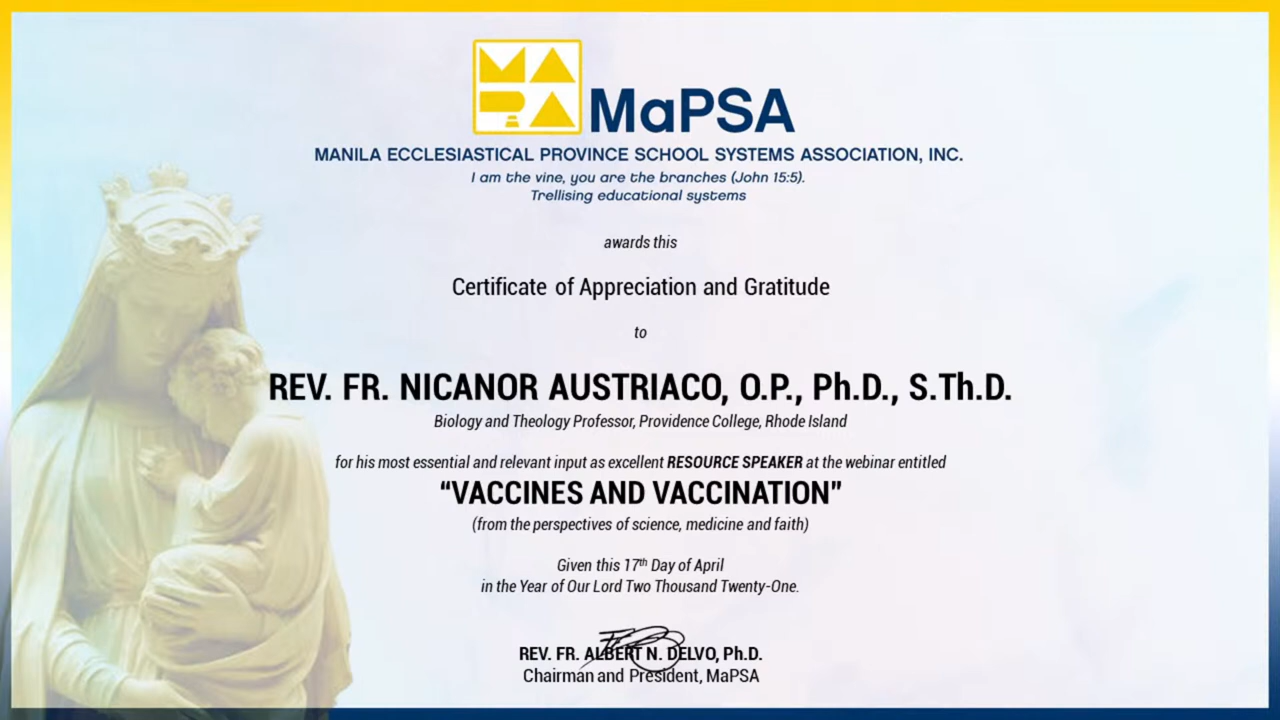 MAPA
MaPSA
MANILA ECCLESIASTICAL PROVINCE SCHOOL SYSTEMS ASSOCIATION, INC.
I am the vine, you are the branches (John 15:5).
Trellising educational systems
awards this
Certificate of Appreciation and Gratitude
to
REV. FR. NICANOR AUSTRIACO, O.P., Ph.D., S.Th.D.
Biology and Theology Professor, Providence College, Rhode Island
for his most essential and relevant input as excellent RESOURCE SPEAKER at the webinar entitled
“VACCINES AND VACCINATION”
(from the perspectives of science, medicine and faith)
Given this 17th Day of April
in the Year of Our Lord Two Thousand Twenty-One.
REV. FR. ALBERT N. DELVO, Ph.D.
Chairman and President, MaPSA